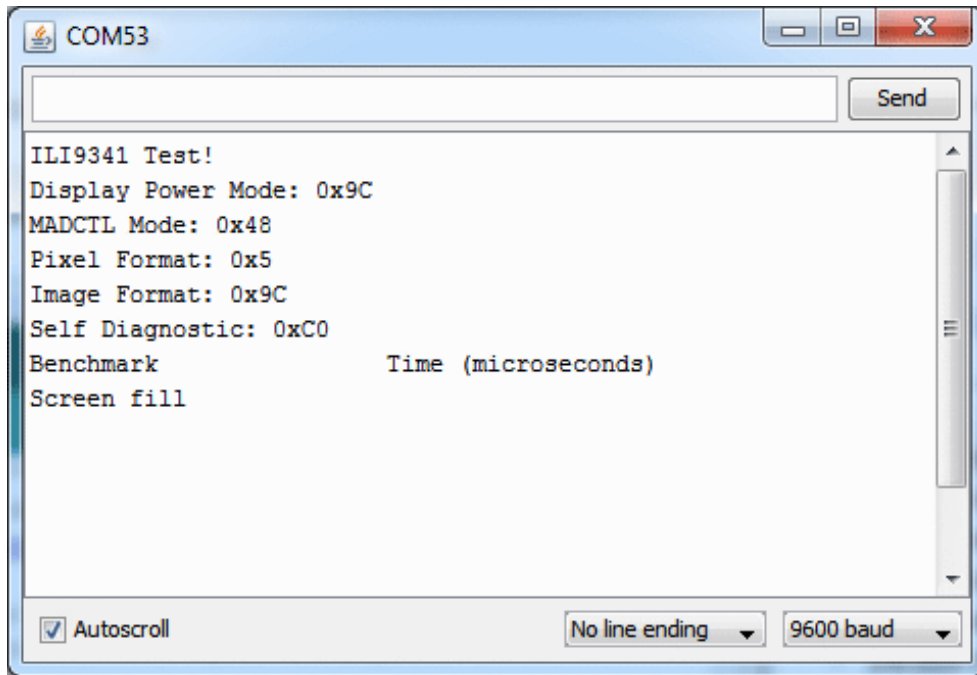 COM53
Send
ILI9341 Test!
Display Power Mode: 0x9C
MADCTL Mode: 0x48
Pixel Format: 0x5
Image Format: 0x9C
Self Diagnostic: 0xC0
Benchmark                Time (microseconds)
Screen fill
Autoscroll No line ending 9600 baud